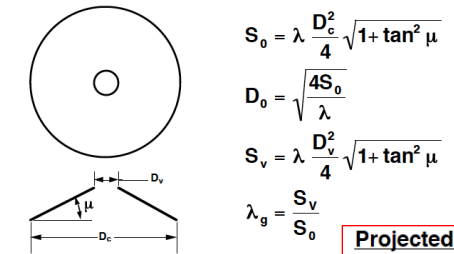 S₀ = λ D_c²/4 √(1+ tan² μ)
D₀ = √(4S₀/λ)
S_v = λ D_v²/4 √(1+ tan² μ)
λ_g = S_v/S₀
Projected
D_v
μ
D_c